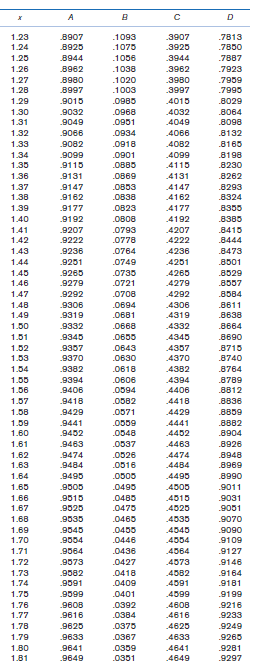 x A B C D
1.23 .8907 .1093 .3907 .7813
1.24 .8925 .1075 .3925 .7850
1.25 .8944 .1056 .3944 .7887
1.26 .8962 .1038 .3962 .7923
1.27 .8980 .1020 .3980 .7959
1.28 .8997 .1003 .3997 .7995
1.29 .9015 .0985 .4015 .8029
1.30 .9032 .0968 .4032 .8064
1.31 .9049 .0951 .4049 .8098
1.32 .9066 .0934 .4066 .8132
1.33 .9082 .0918 .4082 .8165
1.34 .9099 .0901 .4099 .8198
1.35 .9115 .0885 .4115 .8230
1.36 .9131 .0869 .4131 .8262
1.37 .9147 .0853 .4147 .8293
1.38 .9162 .0838 .4162 .8324
1.39 .9177 .0823 .4177 .8355
1.40 .9192 .0808 .4192 .8385
1.41 .9207 .0793 .4207 .8415
1.42 .9222 .0778 .4222 .8444
1.43 .9236 .0764 .4236 .8473
1.44 .9251 .0749 .4251 .8501
1.45 .9265 .0735 .4265 .8529
1.46 .9279 .0721 .4279 .8557
1.47 .9292 .0708 .4292 .8584
1.48 .9306 .0694 .4306 .8611
1.49 .9319 .0681 .4319 .8638
1.50 .9332 .0668 .4332 .8664
1.51 .9345 .0655 .4345 .8690
1.52 .9357 .0643 .4357 .8715
1.53 .9370 .0630 .4370 .8740
1.54 .9382 .0618 .4382 .8764
1.55 .9394 .0606 .4394 .8789
1.56 .9406 .0594 .4406 .8812
1.57 .9418 .0582 .4418 .8836
1.58 .9429 .0571 .4429 .8859
1.59 .9441 .0559 .4441 .8882
1.60 .9452 .0548 .4452 .8904
1.61 .9463 .0537 .4463 .8926
1.62 .9474 .0526 .4474 .8948
1.63 .9484 .0516 .4484 .8969
1.64 .9495 .0505 .4495 .8990
1.65 .9505 .0495 .4505 .9011
1.66 .9515 .0485 .4515 .9031
1.67 .9525 .0475 .4525 .9051
1.68 .9535 .0465 .4535 .9070
1.69 .9545 .0455 .4545 .9090
1.70 .9554 .0446 .4554 .9109
1.71 .9564 .0436 .4564 .9127
1.72 .9573 .0427 .4573 .9146
1.73 .9582 .0418 .4582 .9164
1.74 .9591 .0409 .4591 .9181
1.75 .9599 .0401 .4599 .9199
1.76 .9608 .0392 .4608 .9216
1.77 .9616 .0384 .4616 .9233
1.78 .9625 .0375 .4625 .9249
1.79 .9633 .0367 .4633 .9265
1.80 .9641 .0359 .4641 .9281
1.81 .9649 .0351 .4649 .9297